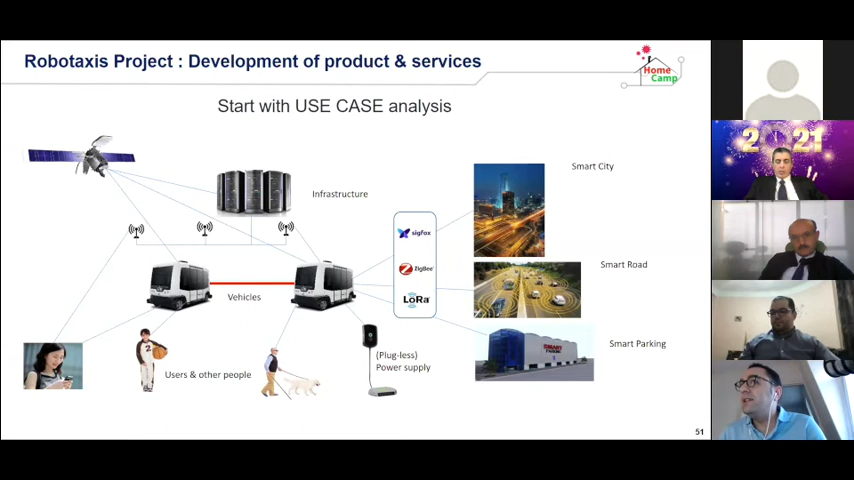 Robotaxis Project : Development of product & services
Home
Camp
Start with USE CASE analysis
2021
Smart City
Infrastructure
sigfox
ZigBee
LoRa
Smart Road
Vehicles
Smart Parking
(Plug-less)
Power supply
Users & other people
SMART
51